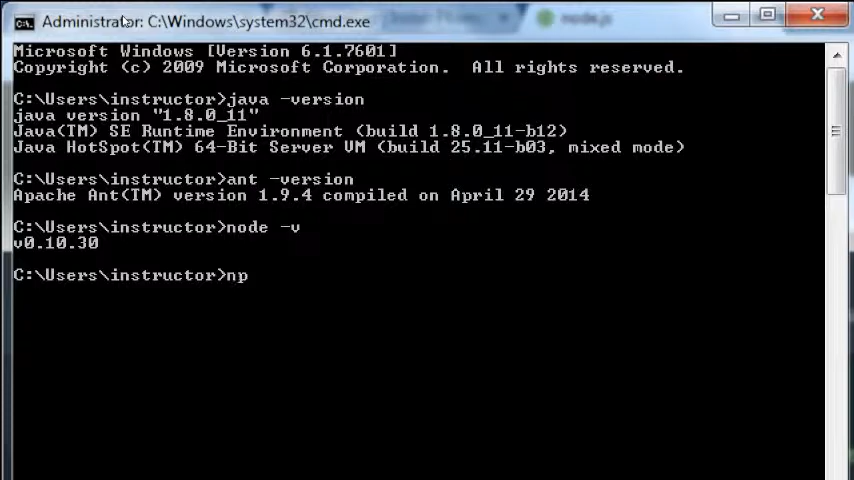 Administrator: C:\Windows\system32\cmd.exe
node.js
Microsoft Windows [Version 6.1.7601]
Copyright (c) 2009 Microsoft Corporation.  All rights reserved.
C:\Users\instructor>java -version
java version "1.8.0_11"
Java(TM) SE Runtime Environment (build 1.8.0_11-b12)
Java HotSpot(TM) 64-Bit Server VM (build 25.11-b03, mixed mode)
C:\Users\instructor>ant -version
Apache Ant(TM) version 1.9.4 compiled on April 29 2014
C:\Users\instructor>node -v
v0.10.30
C:\Users\instructor>np